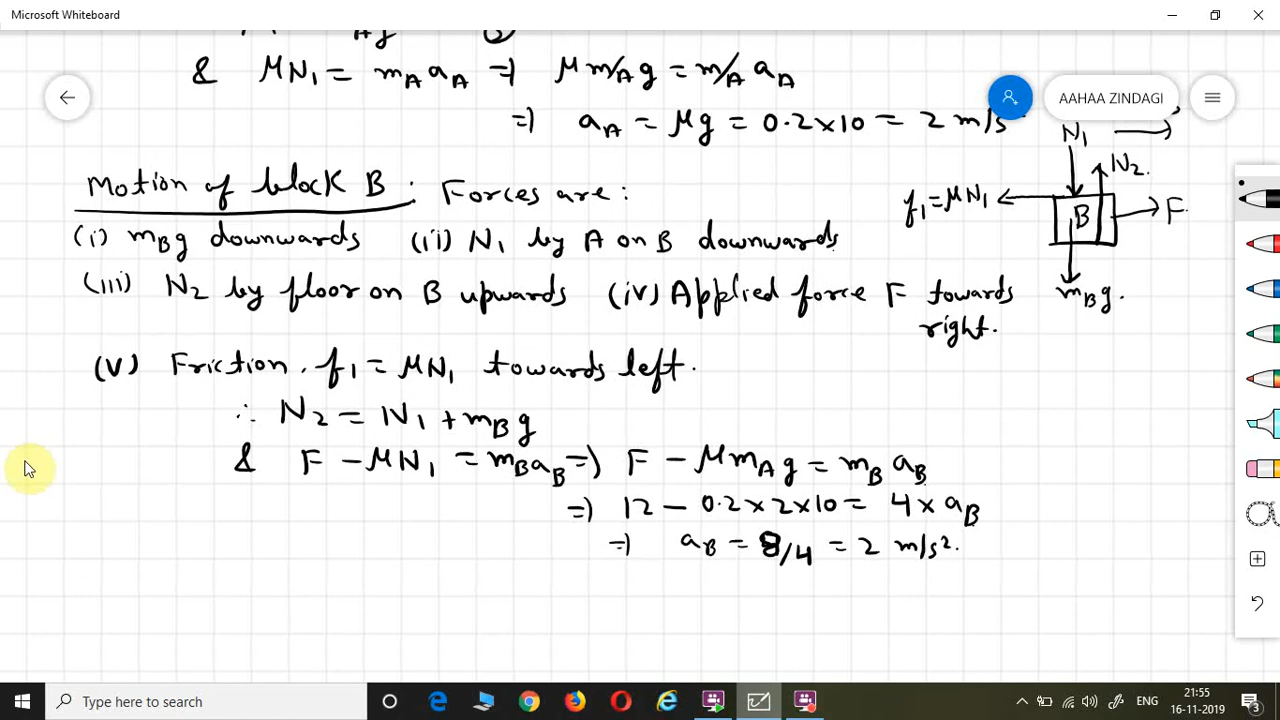 Microsoft Whiteboard
& μN₁ = m_A a_A ⇒ μ m_A g = m_A a_A
⇒ a_A = μg = 0.2×10 = 2 m/s
AAHAA ZINDAGI
N₁
N₂.
f₁ = μN₁
B
F
m_B g.
Motion of block B : Forces are :
(i) m_B g downwards (ii) N₁ by A on B downwards
(iii) N₂ by floor on B upwards (iv) Applied force F towards
right.
(v) Friction, f₁ = μN₁ towards left.
∴ N₂ = N₁ + m_B g
& F - μN₁ = m_B a_B ⇒ F - μ m_A g = m_B a_B
⇒ 12 - 0.2×2×10 = 4 × a_B
⇒ a_B = 8/4 = 2 m/s².
Type here to search
ENG
21:55
16-11-2019
3